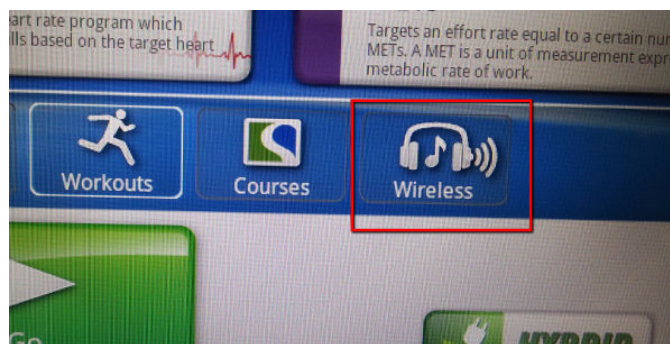 art rate program which
lls based on the target heart
Targets an effort rate equal to a certain num
METs. A MET is a unit of measurement expr
metabolic rate of work.
Workouts
Courses
Wireless
Go
HYBRID